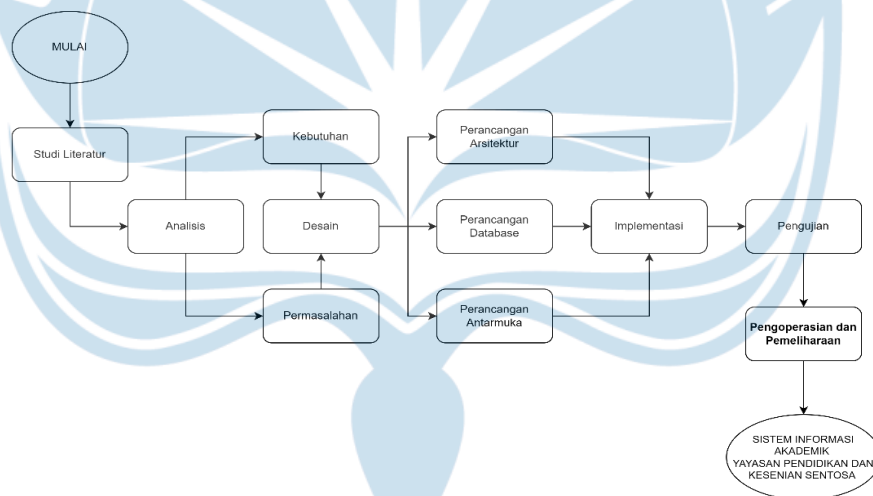 MULAI
Studi Literatur
Analisis
Kebutuhan
Desain
Permasalahan
Perancangan
Arsitektur
Perancangan
Database
Perancangan
Antarmuka
Implementasi
Pengujian
Pengoperasian dan
Pemeliharaan
SISTEM INFORMASI
AKADEMIK
YAYASAN PENDIDIKAN DAN
KESENIAN SENTOSA